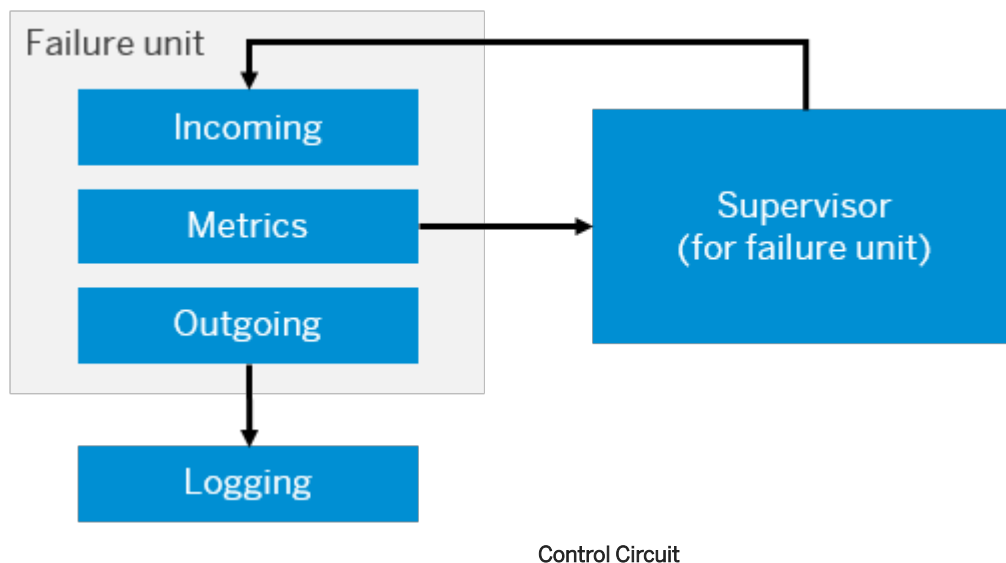 Failure unit
Incoming
Metrics
Supervisor
(for failure unit)
Outgoing
Logging
Control Circuit